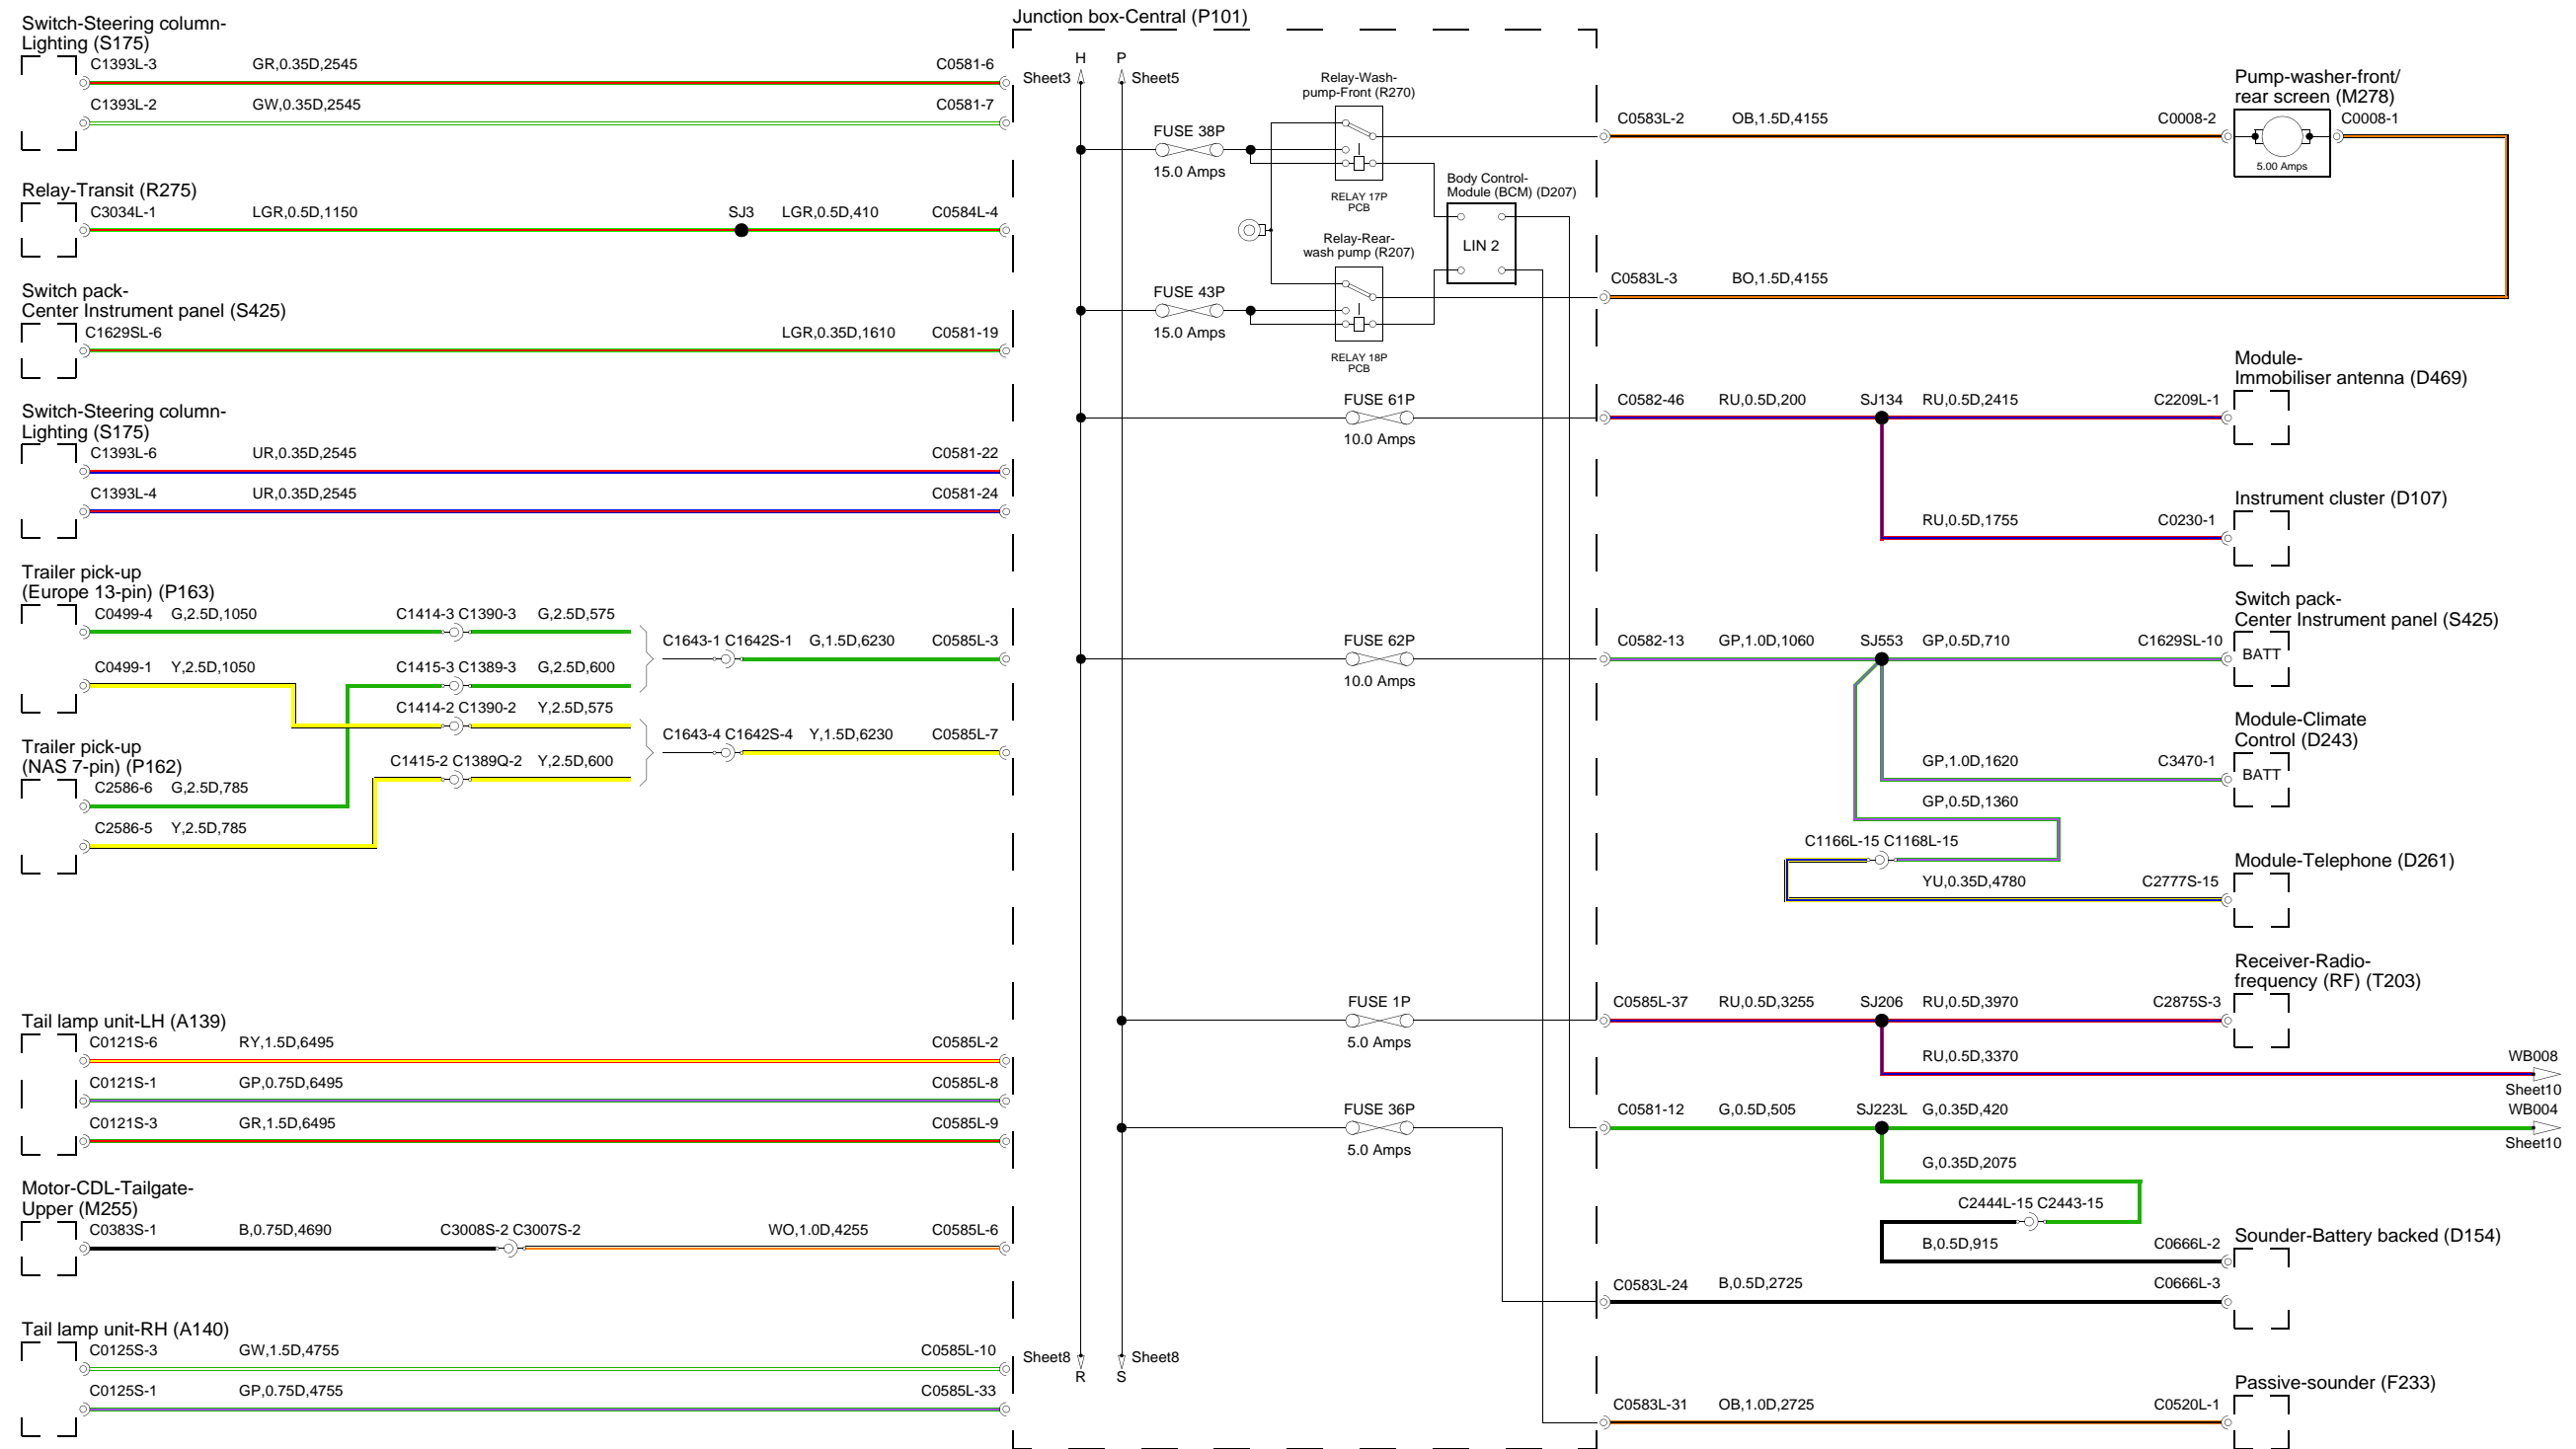 Switch-Steering column-
Lighting (S175)
C1393L-3 GR,0.35D,2545 C0581-6
C1393L-2 GW,0.35D,2545 C0581-7
Relay-Transit (R275)
C3034L-1 LGR,0.5D,1150 SJ3 LGR,0.5D,410 C0584L-4
Switch pack-
Center Instrument panel (S425)
C1629SL-6 LGR,0.35D,1610 C0581-19
Switch-Steering column-
Lighting (S175)
C1393L-6 UR,0.35D,2545 C0581-22
C1393L-4 UR,0.35D,2545 C0581-24
Trailer pick-up
(Europe 13-pin) (P163)
C0499-4 G,2.5D,1050 C1414-3 C1390-3 G,2.5D,575
C1643-1 C1642S-1 G,1.5D,6230 C0585L-3
C0499-1 Y,2.5D,1050 C1415-3 C1389-3 G,2.5D,600
C1414-2 C1390-2 Y,2.5D,575
C1643-4 C1642S-4 Y,1.5D,6230 C0585L-7
Trailer pick-up
(NAS 7-pin) (P162)
C1415-2 C1389Q-2 Y,2.5D,600
C2586-6 G,2.5D,785
C2586-5 Y,2.5D,785
Tail lamp unit-LH (A139)
C0121S-6 RY,1.5D,6495 C0585L-2
C0121S-1 GP,0.75D,6495 C0585L-8
C0121S-3 GR,1.5D,6495 C0585L-9
Motor-CDL-Tailgate-
Upper (M255)
C0383S-1 B,0.75D,4690 C3008S-2 C3007S-2 WO,1.0D,4255 C0585L-6
Tail lamp unit-RH (A140)
C0125S-3 GW,1.5D,4755 C0585L-10
C0125S-1 GP,0.75D,4755 C0585L-33
Junction box-Central (P101)
H P
Sheet3 Sheet5
Relay-Wash-
pump-Front (R270)
FUSE 38P
15.0 Amps
RELAY 17P
PCB
Body Control-
Module (BCM) (D207)
LIN 2
Relay-Rear-
wash pump (R207)
FUSE 43P
15.0 Amps
RELAY 18P
PCB
FUSE 61P
10.0 Amps
FUSE 62P
10.0 Amps
FUSE 1P
5.0 Amps
FUSE 36P
5.0 Amps
Sheet8 Sheet8
R S
Pump-washer-front/
rear screen (M278)
C0583L-2 OB,1.5D,4155 C0008-2 C0008-1
5.00 Amps
C0583L-3 BO,1.5D,4155
Module-
Immobiliser antenna (D469)
C0582-46 RU,0.5D,200 SJ134 RU,0.5D,2415 C2209L-1
Instrument cluster (D107)
RU,0.5D,1755 C0230-1
Switch pack-
Center Instrument panel (S425)
C0582-13 GP,1.0D,1060 SJ553 GP,0.5D,710 C1629SL-10
BATT
Module-Climate
Control (D243)
GP,1.0D,1620 C3470-1
BATT
GP,0.5D,1360
C1166L-15 C1168L-15
Module-Telephone (D261)
YU,0.35D,4780 C2777S-15
Receiver-Radio-
frequency (RF) (T203)
C0585L-37 RU,0.5D,3255 SJ206 RU,0.5D,3970 C2875S-3
RU,0.5D,3370 WB008
Sheet10
C0581-12 G,0.5D,505 SJ223L G,0.35D,420 WB004
Sheet10
G,0.35D,2075
C2444L-15 C2443-15
Sounder-Battery backed (D154)
B,0.5D,915 C0666L-2
C0583L-24 B,0.5D,2725 C0666L-3
Passive-sounder (F233)
C0583L-31 OB,1.0D,2725 C0520L-1